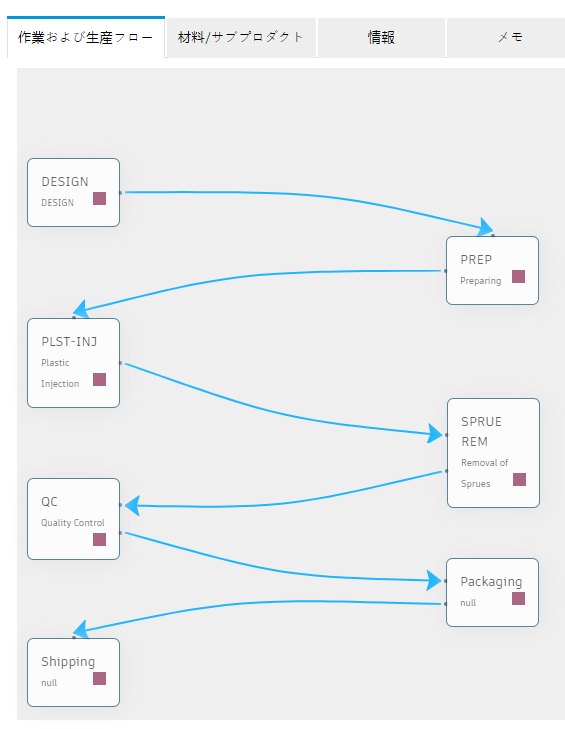 作業および生産フロー
材料/サブプロダクト
情報
メモ
DESIGN
DESIGN
PREP
Preparing
PLST-INJ
Plastic
Injection
SPRUE
REM
Removal of
Sprues
QC
Quality Control
Packaging
null
Shipping
null